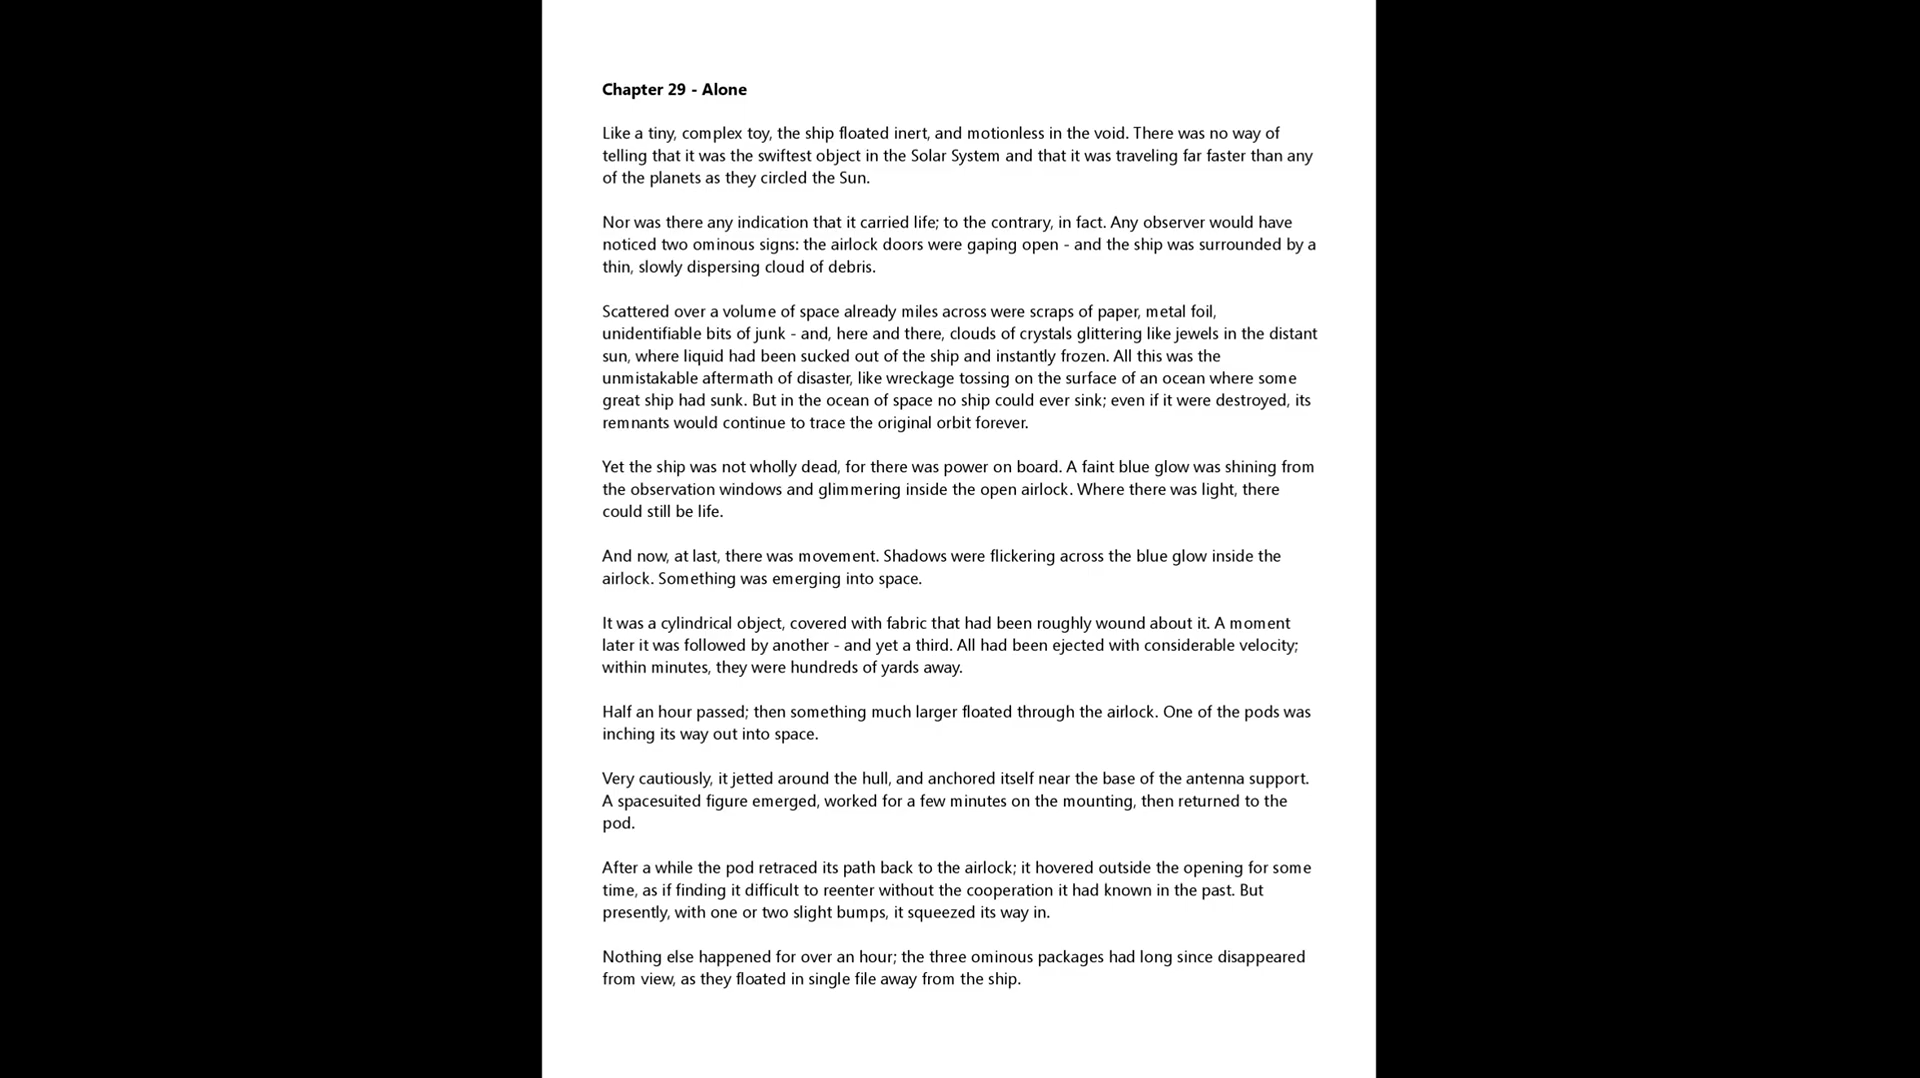 Chapter 29 - Alone
Like a tiny, complex toy, the ship floated inert, and motionless in the void. There was no way of
telling that it was the swiftest object in the Solar System and that it was traveling far faster than any
of the planets as they circled the Sun.
Nor was there any indication that it carried life; to the contrary, in fact. Any observer would have
noticed two ominous signs: the airlock doors were gaping open - and the ship was surrounded by a
thin, slowly dispersing cloud of debris.
Scattered over a volume of space already miles across were scraps of paper, metal foil,
unidentifiable bits of junk - and, here and there, clouds of crystals glittering like jewels in the distant
sun, where liquid had been sucked out of the ship and instantly frozen. All this was the
unmistakable aftermath of disaster, like wreckage tossing on the surface of an ocean where some
great ship had sunk. But in the ocean of space no ship could ever sink; even if it were destroyed, its
remnants would continue to trace the original orbit forever.
Yet the ship was not wholly dead, for there was power on board. A faint blue glow was shining from
the observation windows and glimmering inside the open airlock. Where there was light, there
could still be life.
And now, at last, there was movement. Shadows were flickering across the blue glow inside the
airlock. Something was emerging into space.
It was a cylindrical object, covered with fabric that had been roughly wound about it. A moment
later it was followed by another - and yet a third. All had been ejected with considerable velocity;
within minutes, they were hundreds of yards away.
Half an hour passed; then something much larger floated through the airlock. One of the pods was
inching its way out into space.
Very cautiously, it jetted around the hull, and anchored itself near the base of the antenna support.
A spacesuited figure emerged, worked for a few minutes on the mounting, then returned to the
pod.
After a while the pod retraced its path back to the airlock; it hovered outside the opening for some
time, as if finding it difficult to reenter without the cooperation it had known in the past. But
presently, with one or two slight bumps, it squeezed its way in.
Nothing else happened for over an hour; the three ominous packages had long since disappeared
from view, as they floated in single file away from the ship.